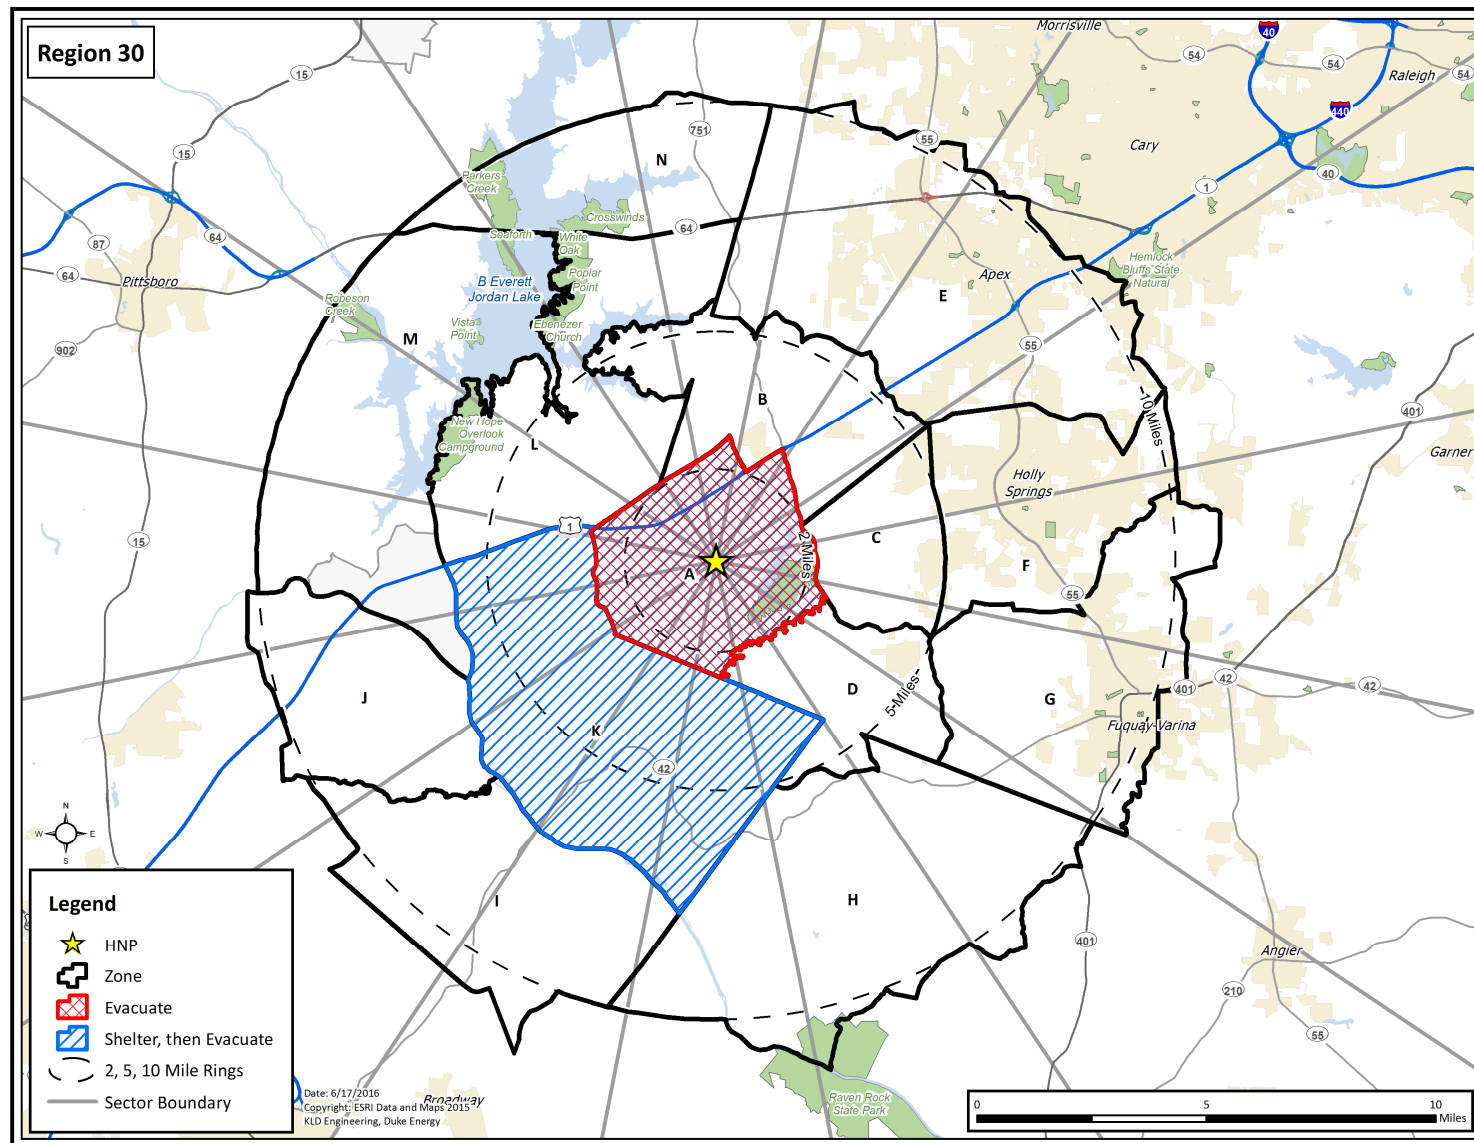 Region 30
Morrisville
40
54
54
54
Raleigh
15
440
751
55
Cary
15
N
40
Parkers
Creek
1
Crosswinds
64
Seaforth
White
Oak
64
87
64
Pittsboro
B Everett
Jordan Lake
Poplar
Point
Apex
Hemlock
Bluffs State
Natural
E
Robeson
Creek
Vista
Point
Ebenezer
Church
M
55
902
B
401
10 Miles
New Hope
Overlook
Campground
L
Garner
Holly
Springs
1
15
C
2 Miles
A
F
55
J
D
5-Miles
G
401
42
42
Fuquay-Varina
K
42
N
W
E
S
I
H
401
Angier
210
55
Legend
HNP
Zone
Evacuate
Shelter, then Evacuate
2, 5, 10 Mile Rings
Sector Boundary
Date: 6/17/2016
Copyright: ESRI Data and Maps 2015
KLD Engineering, Duke Energy
Broadway
Raven Rock
State Park
0
5
10
Miles